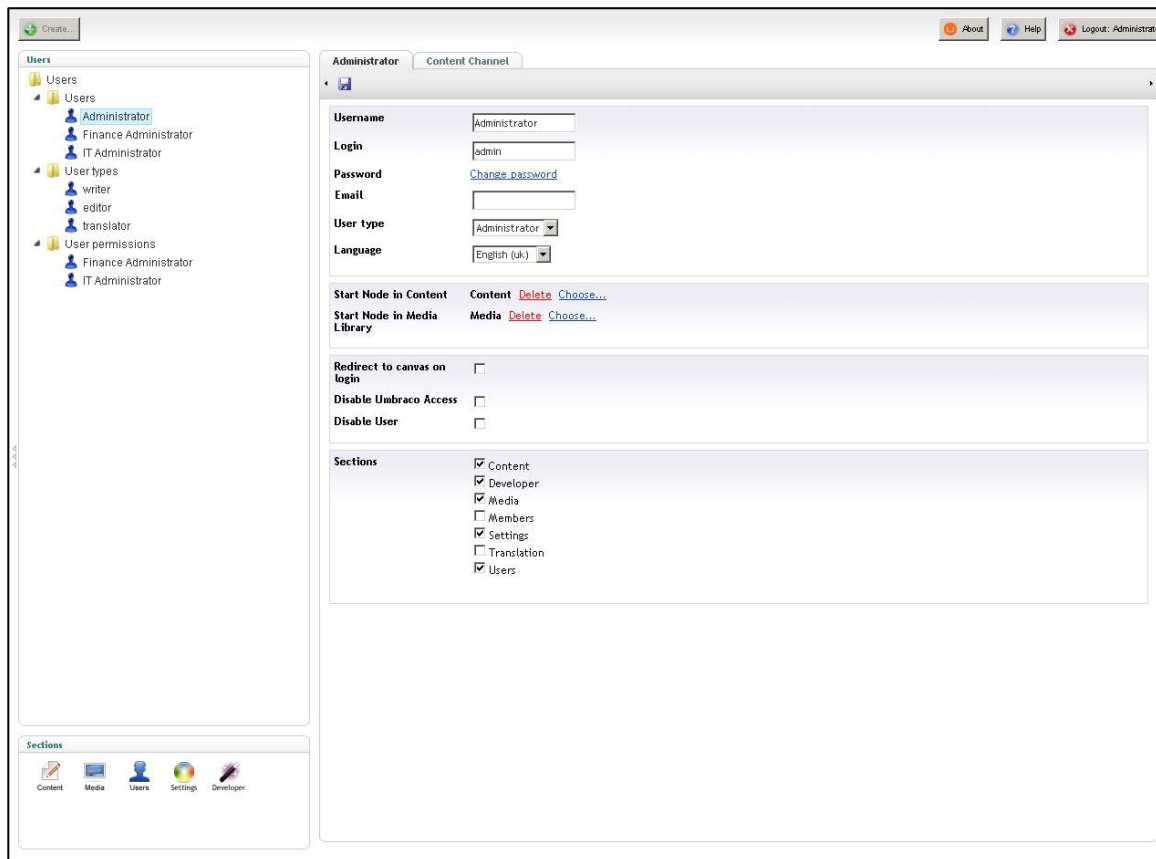 Create...
About
Help
Logout: Administrat
Users
Users
Users
Administrator
Finance Administrator
IT Administrator
User types
writer
editor
translator
User permissions
Finance Administrator
IT Administrator
Administrator
Content Channel
Username
Administrator
Login
admin
Password
Change password
Email
User type
Administrator
Language
English (uk)
Start Node in Content
Content Delete Choose...
Start Node in Media
Library
Media Delete Choose...
Redirect to canvas on
login
Disable Umbraco Access
Disable User
Sections
Content
Developer
Media
Members
Settings
Translation
Users
Sections
Content
Media
Users
Settings
Developer